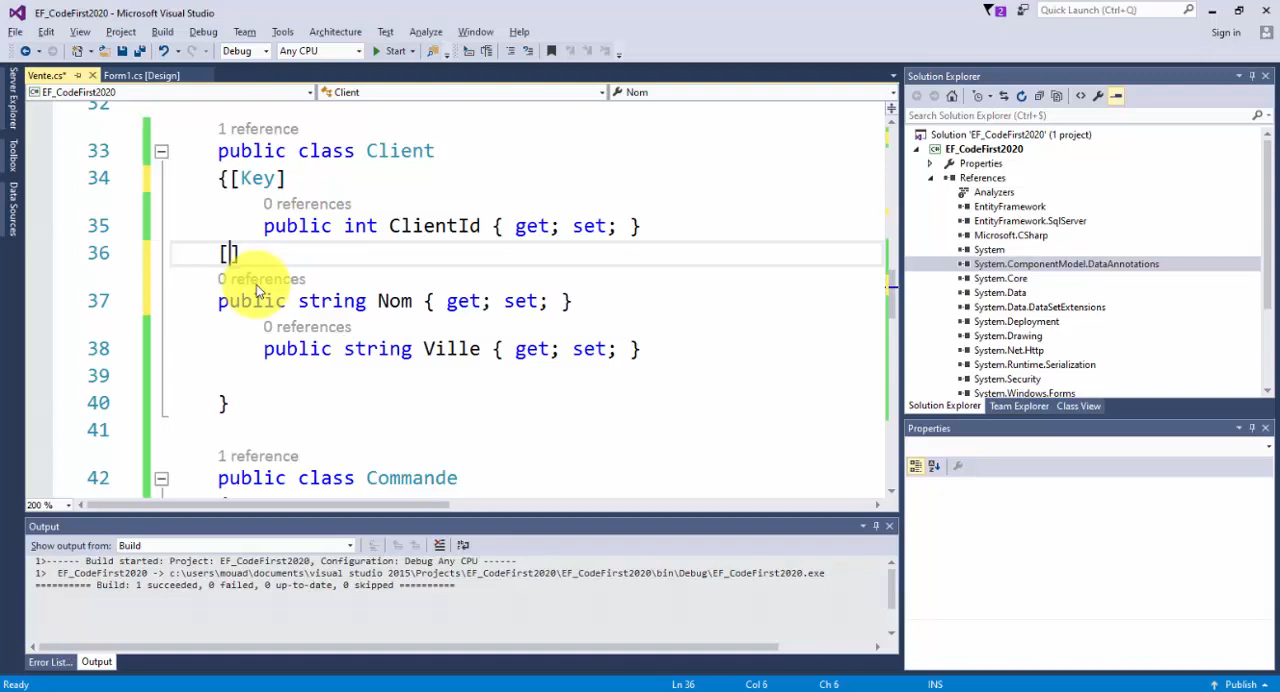 EF_CodeFirst2020 - Microsoft Visual Studio
2
Quick Launch (Ctrl+Q)
File Edit View Project Build Debug Team Tools Architecture Test Analyze Window Help
Sign in
Debug Any CPU Start
Vente.cs* Form1.cs [Design]
EF_CodeFirst2020 Client Nom
Server Explorer
Toolbox
Data Sources
32
1 reference
33 public class Client
34 {[Key]
0 references
35 public int ClientId { get; set; }
36 []
0 references
37 public string Nom { get; set; }
0 references
38 public string Ville { get; set; }
39
40 }
41
1 reference
42 public class Commande
200 %
Output
Show output from: Build
1>------ Build started: Project: EF_CodeFirst2020, Configuration: Debug Any CPU ------
1> EF_CodeFirst2020 -> c:\users\mouad\documents\visual studio 2015\Projects\EF_CodeFirst2020\EF_CodeFirst2020\bin\Debug\EF_CodeFirst2020.exe
========== Build: 1 succeeded, 0 failed, 0 up-to-date, 0 skipped ==========
Error List... Output
Solution Explorer
Search Solution Explorer (Ctrl+$)
Solution 'EF_CodeFirst2020' (1 project)
EF_CodeFirst2020
Properties
References
Analyzers
EntityFramework
EntityFramework.SqlServer
Microsoft.CSharp
System
System.ComponentModel.DataAnnotations
System.Core
System.Data
System.Data.DataSetExtensions
System.Deployment
System.Drawing
System.Net.Http
System.Runtime.Serialization
System.Security
System.Windows.Forms
Solution Explorer Team Explorer Class View
Properties
Ready Ln 36 Col 6 Ch 6 INS Publish